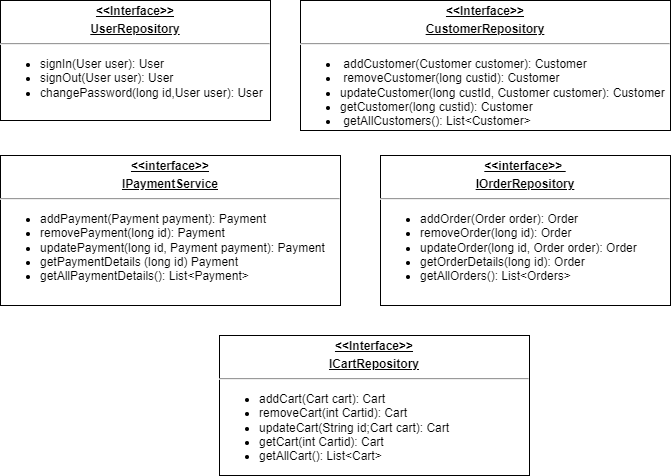 <<Interface>>
UserRepository
signIn(User user): User
signOut(User user): User
changePassword(long id,User user): User
<<Interface>>
CustomerRepository
addCustomer(Customer customer): Customer
removeCustomer(long custid): Customer
updateCustomer(long custId, Customer customer): Customer
getCustomer(long custid): Customer
getAllCustomers(): List<Customer>
<<interface>>
IPaymentService
addPayment(Payment payment): Payment
removePayment(long id): Payment
updatePayment(long id, Payment payment): Payment
getPaymentDetails (long id) Payment
getAllPaymentDetails(): List<Payment>
<<interface>>
IOrderRepository
addOrder(Order order): Order
removeOrder(long id): Order
updateOrder(long id, Order order): Order
getOrderDetails(long id): Order
getAllOrders(): List<Orders>
<<Interface>>
ICartRepository
addCart(Cart cart): Cart
removeCart(int Cartid): Cart
updateCart(String id;Cart cart): Cart
getCart(int Cartid): Cart
getAllCart(): List<Cart>